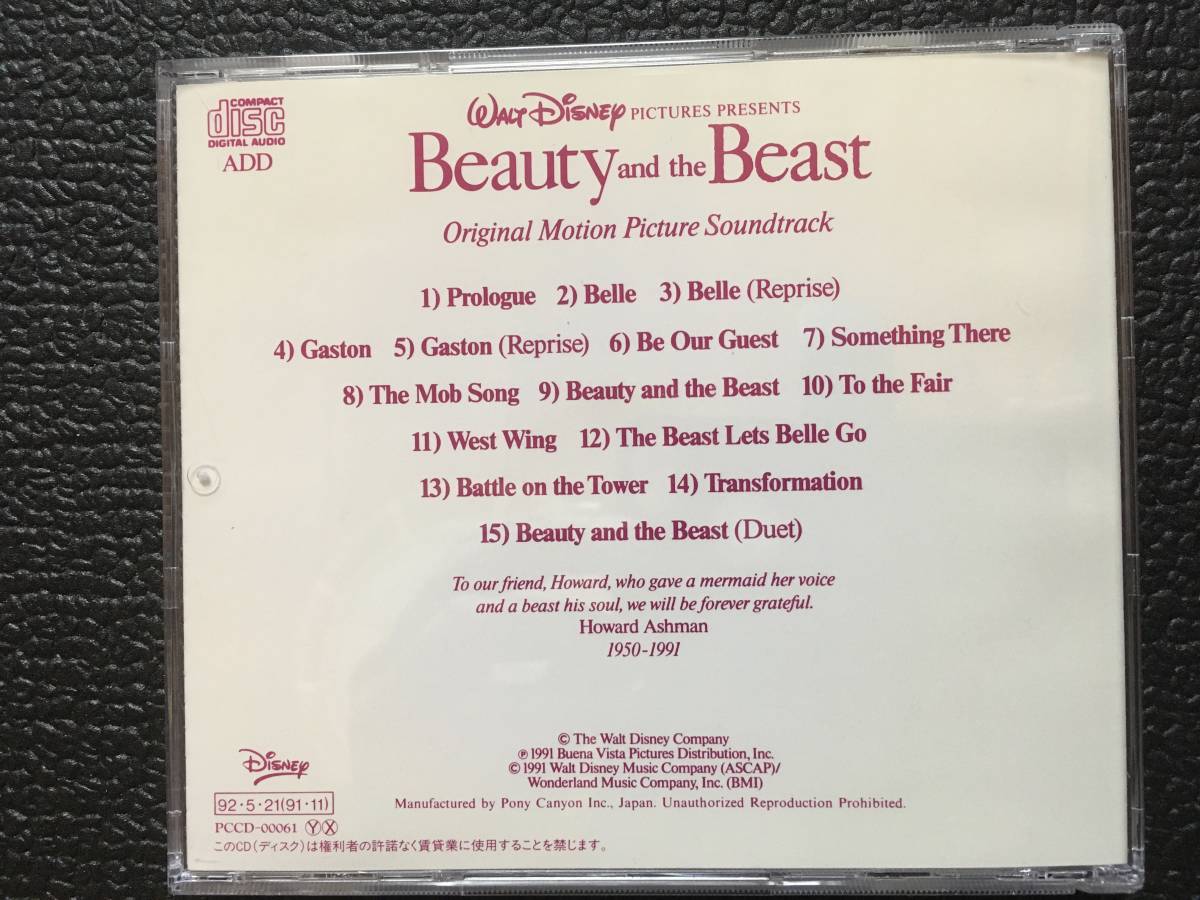 COMPACT
disc
DIGITAL AUDIO
ADD
WALT DISNEY PICTURES PRESENTS
Beauty and the Beast
Original Motion Picture Soundtrack
1) Prologue 2) Belle 3) Belle (Reprise)
4) Gaston 5) Gaston (Reprise) 6) Be Our Guest 7) Something There
8) The Mob Song 9) Beauty and the Beast 10) To the Fair
11) West Wing 12) The Beast Lets Belle Go
13) Battle on the Tower 14) Transformation
15) Beauty and the Beast (Duet)
To our friend, Howard, who gave a mermaid her voice
and a beast his soul, we will be forever grateful.
Howard Ashman
1950-1991
© The Walt Disney Company
℗ 1991 Buena Vista Pictures Distribution, Inc.
© 1991 Walt Disney Music Company (ASCAP)/
Wonderland Music Company, Inc. (BMI)
Manufactured by Pony Canyon Inc., Japan. Unauthorized Reproduction Prohibited.
DISNEY
92・5・21(91・11)
PCCD-00061 Ⓨ Ⓧ
このCD(ディスク)は権利者の許諾なく賃貸業に使用することを禁じます。